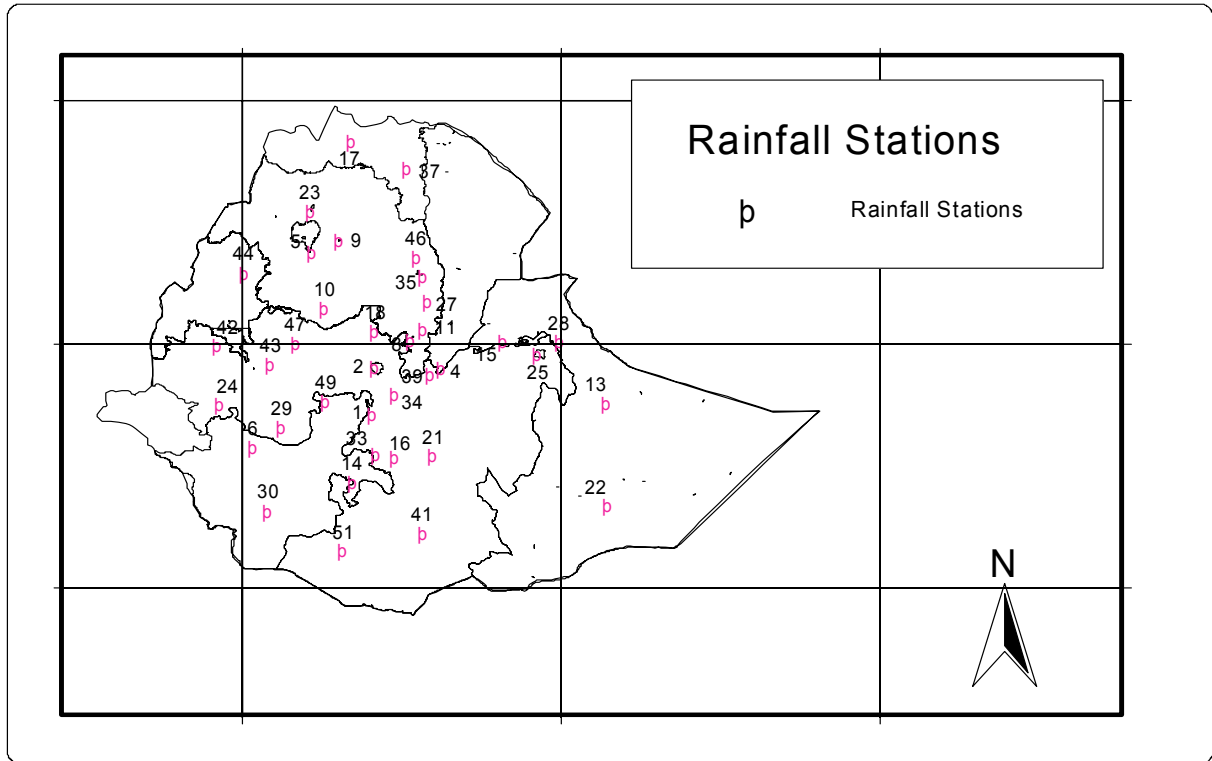 Rainfall Stations
þ Rainfall Stations
þ
17
þ
37
23
þ
5
þ
9
þ
46
þ
44
þ
35
þ
10
þ
27
þ
18
þ
11
þ
42
þ
47
þ
43
þ
2
þ
39
þ
4
þ
15
þ
28
þ
25
þ
13
þ
24
þ
49
þ
34
þ
1
þ
29
þ
6
þ
33
þ
16
þ
21
þ
14
þ
30
þ
22
þ
41
þ
51
þ
N